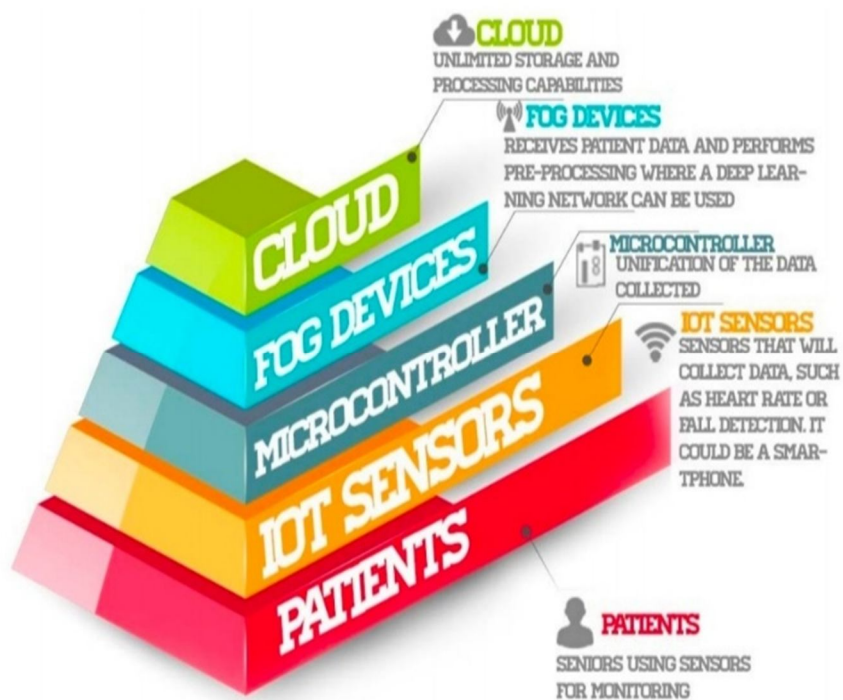 CLOUD
UNLIMITED STORAGE AND
PROCESSING CAPABILITIES
FOG DEVICES
RECEIVES PATIENT DATA AND PERFORMS
PRE-PROCESSING WHERE A DEEP LEAR-
NING NETWORK CAN BE USED
MICROCONTROLLER
UNIFICATION OF THE DATA
COLLECTED
IOT SENSORS
SENSORS THAT WILL
COLLECT DATA, SUCH
AS HEART RATE OR
FALL DETECTION. IT
COULD BE A SMAR-
TPHONE.
CLOUD
FOG DEVICES
MICROCONTROLLER
IOT SENSORS
PATIENTS
PATIENTS
SENIORS USING SENSORS
FOR MONITORING